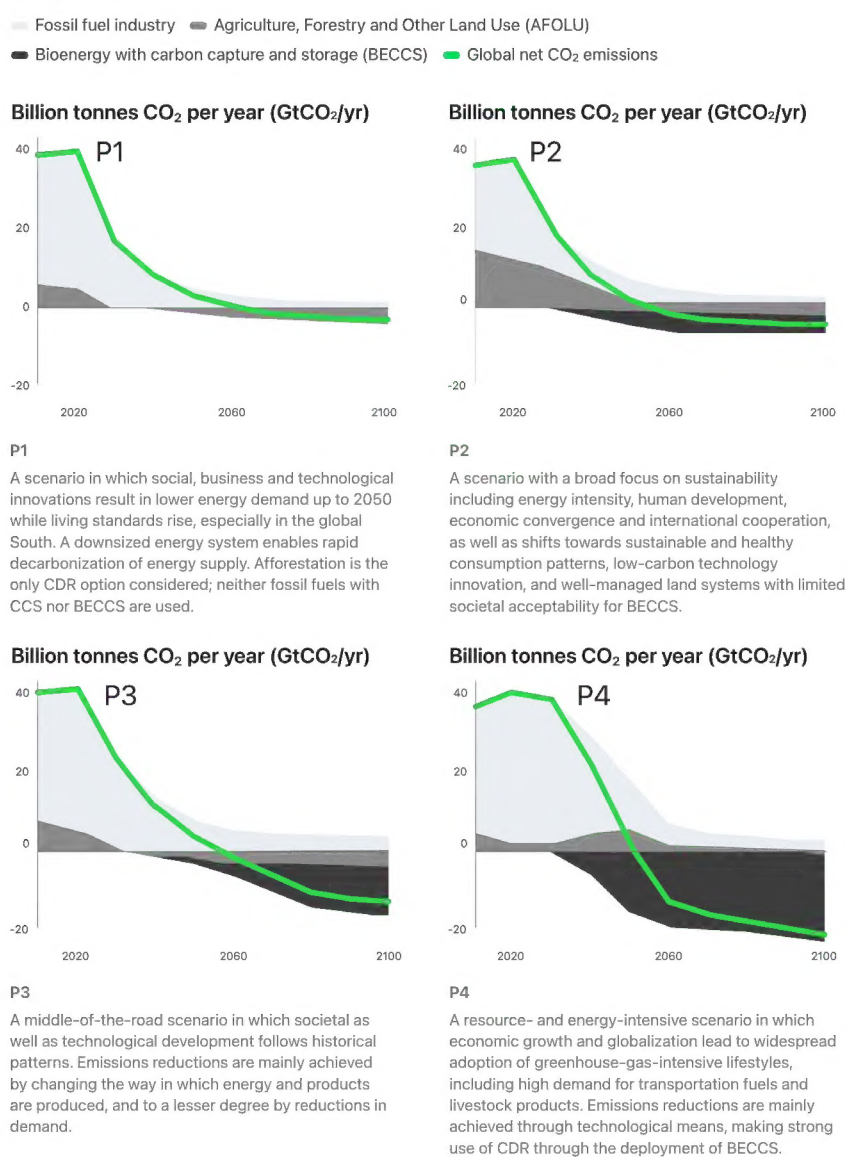 Fossil fuel industry Agriculture, Forestry and Other Land Use (AFOLU)
Bioenergy with carbon capture and storage (BECCS) Global net CO₂ emissions
Billion tonnes CO₂ per year (GtCO₂/yr)
40
P1
20
0
-20
2020 2060 2100
P1
A scenario in which social, business and technological
innovations result in lower energy demand up to 2050
while living standards rise, especially in the global
South. A downsized energy system enables rapid
decarbonization of energy supply. Afforestation is the
only CDR option considered; neither fossil fuels with
CCS nor BECCS are used.
Billion tonnes CO₂ per year (GtCO₂/yr)
40
P2
20
0
-20
2020 2060 2100
P2
A scenario with a broad focus on sustainability
including energy intensity, human development,
economic convergence and international cooperation,
as well as shifts towards sustainable and healthy
consumption patterns, low-carbon technology
innovation, and well-managed land systems with limited
societal acceptability for BECCS.
Billion tonnes CO₂ per year (GtCO₂/yr)
40
P3
20
0
-20
2020 2060 2100
P3
A middle-of-the-road scenario in which societal as
well as technological development follows historical
patterns. Emissions reductions are mainly achieved
by changing the way in which energy and products
are produced, and to a lesser degree by reductions in
demand.
Billion tonnes CO₂ per year (GtCO₂/yr)
40
P4
20
0
-20
2020 2060 2100
P4
A resource- and energy-intensive scenario in which
economic growth and globalization lead to widespread
adoption of greenhouse-gas-intensive lifestyles,
including high demand for transportation fuels and
livestock products. Emissions reductions are mainly
achieved through technological means, making strong
use of CDR through the deployment of BECCS.